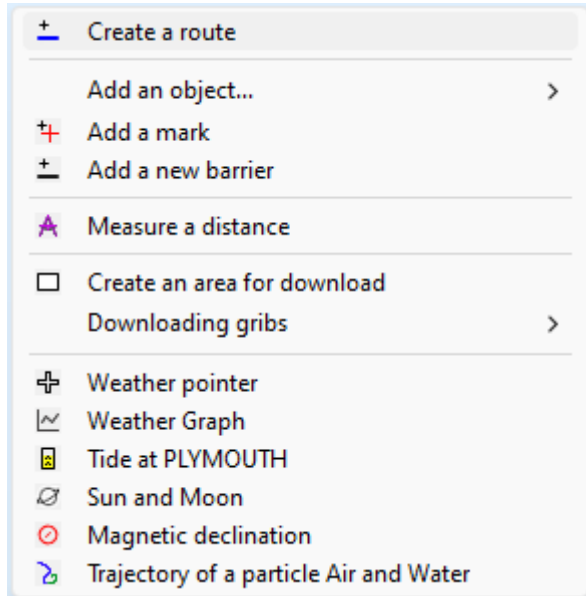 Create a route
Add an object...
Add a mark
Add a new barrier
Measure a distance
Create an area for download
Downloading gribs
Weather pointer
Weather Graph
Tide at PLYMOUTH
Sun and Moon
Magnetic declination
Trajectory of a particle Air and Water